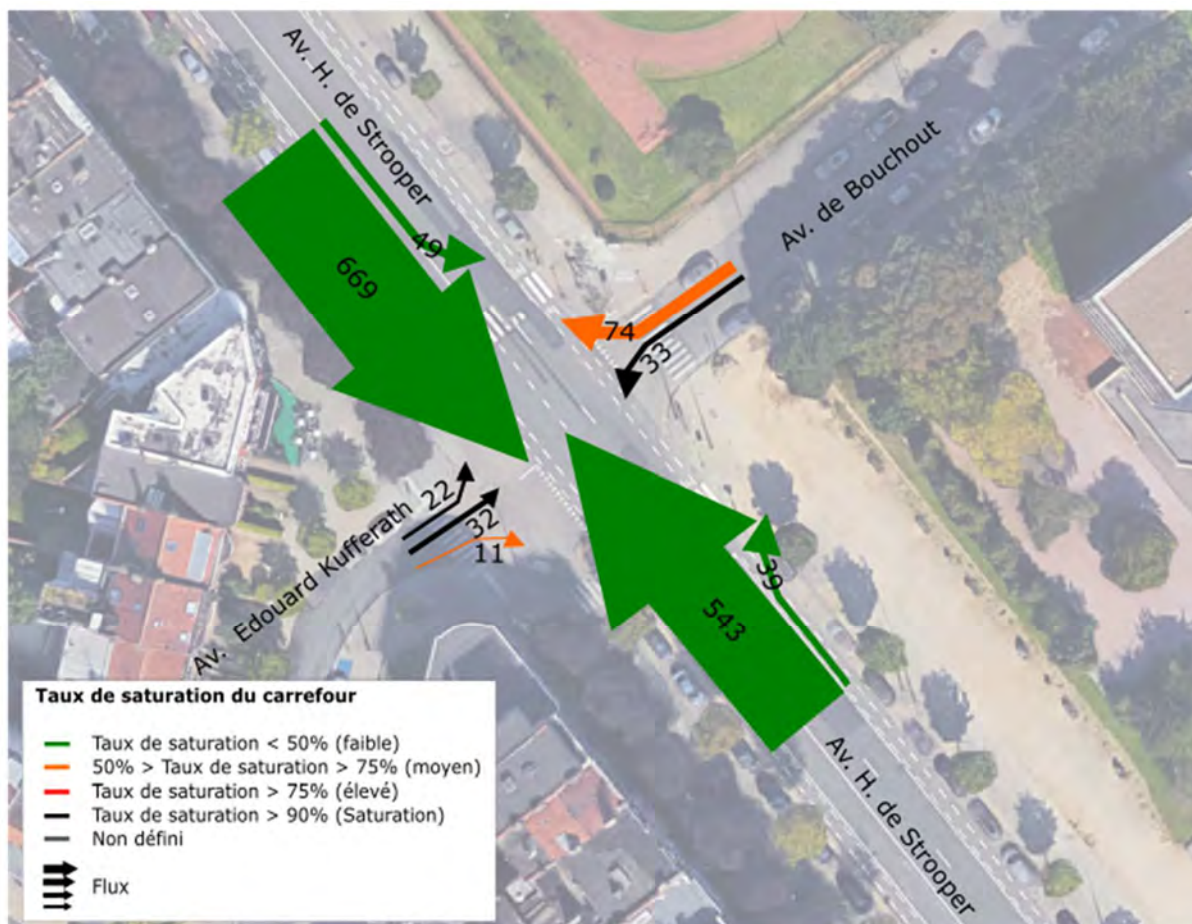 Av. H. de Strooper
Av. de Bouchout
49
669
74
33
22
32
11
Av. Edouard Kufferath
39
543
Av. H. de Strooper
Taux de saturation du carrefour
Taux de saturation < 50% (faible)
50% > Taux de saturation > 75% (moyen)
Taux de saturation > 75% (élevé)
Taux de saturation > 90% (Saturation)
Non défini
Flux